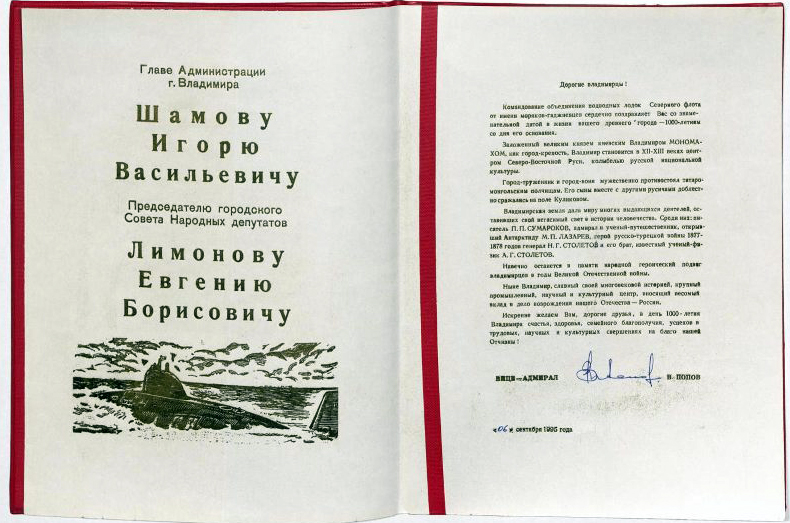 Главе Администрации
г. Владимира
Шамову
Игорю
Васильевичу
Председателю городского
Совета Народных депутатов
Лимонову
Евгению
Борисовичу
Дорогие владимирцы!
Командование объединения подводных лодок Северного флота
от имени моряков-гаджиевцев сердечно поздравляет Вас со знаме-
нательной датой в жизни вашего древнего города —1000-летием
со дня его основания.
Заложенный великим князем киевским Владимиром МОНОМА-
ХОМ, как город-крепость, Владимир становится в XII-XIII веках цент-
ром Северо-Восточной Руси, колыбелью русской национальной
культуры.
Город-труженник и город-воин мужественно противостоял татаро-
монгольским полчищам. Его сыны вместе с другими русичами доблест-
но сражались на поле Куликовом.
Владимирская земля дала миру многих выдающихся деятелей, ос-
тавивших свой негасимый свет в истории человечества. Среди них: пи-
сатель П. П. СУМАРОКОВ, адмирал и ученый-путешественник, открыв-
ший Антарктиду М. П. ЛАЗАРЕВ, герой русско-турецкой войны 1877-
1878 годов генерал Н. Г. СТОЛЕТОВ и его брат, известный ученый-фи-
зик А. Г. СТОЛЕТОВ.
Навечно останется в памяти народной героический подвиг
владимирцев в годы Великой Отечественной войны.
Ныне Владимир, славный своей многовековой историей, крупный
промышленный, научный и культурный центр, вносящий весомый
вклад в дело возрождения нашего Отечества — России.
Искренне желаем Вам, дорогие друзья, в день 1000-летия
Владимира счастья, здоровья, семейного благополучия, успехов в
трудовых, научных и культурных свершениях на благо нашей
Отчизны!
ВИЦЕ—АДМИРАЛ В. ПОПОВ
«06» сентября 1995 года